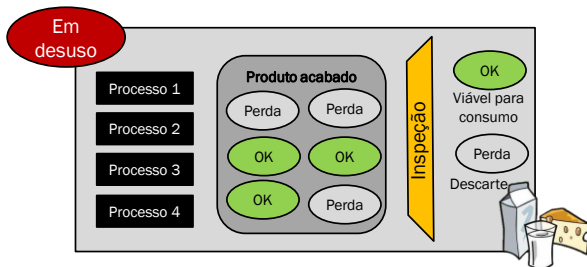 Em
desuso
Processo 1
Processo 2
Processo 3
Processo 4
Produto acabado
Perda
Perda
OK
OK
OK
Perda
Inspeção
OK
Viável para
consumo
Perda
Descarte